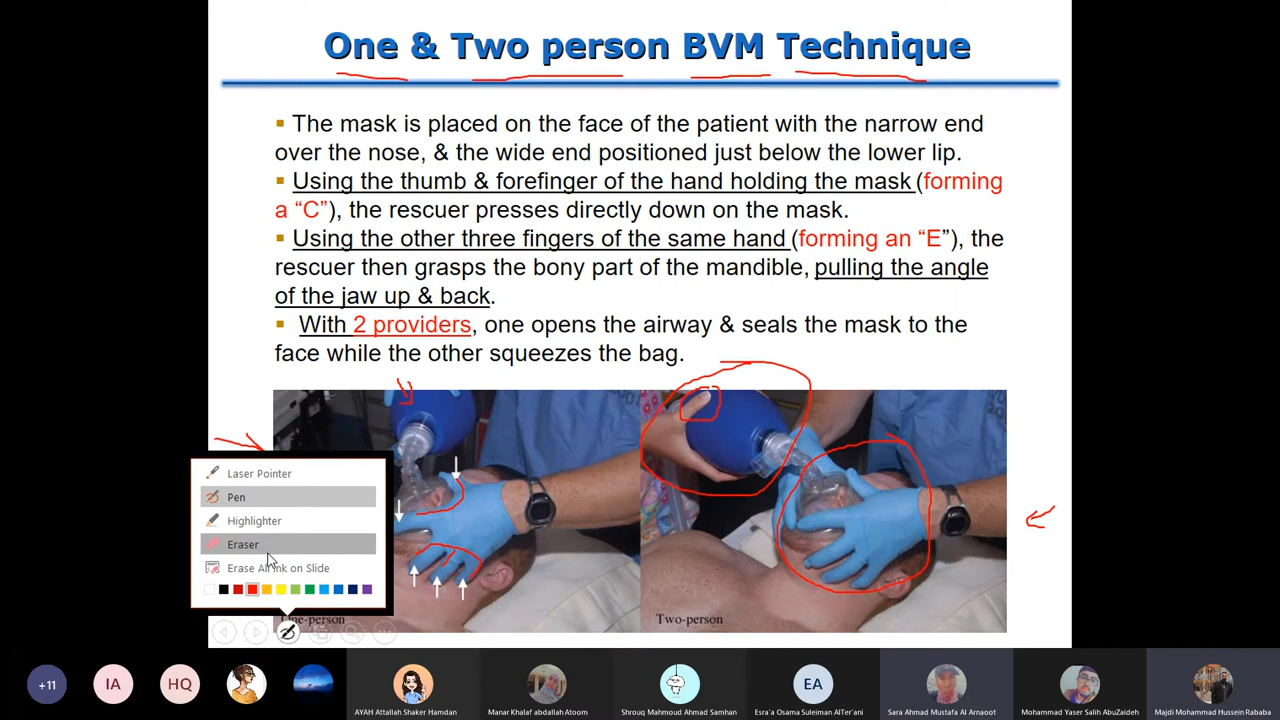 One & Two person BVM Technique
▪ The mask is placed on the face of the patient with the narrow end
over the nose, & the wide end positioned just below the lower lip.
▪ Using the thumb & forefinger of the hand holding the mask (forming
a “C”), the rescuer presses directly down on the mask.
▪ Using the other three fingers of the same hand (forming an “E”), the
rescuer then grasps the bony part of the mandible, pulling the angle
of the jaw up & back.
▪ With 2 providers, one opens the airway & seals the mask to the
face while the other squeezes the bag.
Laser Pointer
Pen
Highlighter
Eraser
Erase All Ink on Slide
One-person
Two-person
+11
IA
HQ
EA
AYAH Attallah Shaker Hamdan
Manar Khalaf abdallah Atoom
Shroug Mahmoud Ahmad Samhan
Esra'a Osama Suleiman AlTer'ani
Sara Ahmad Mustafa Al Arnaoot
Mohammad Yaser Salih AbuZaideh
Majdi Mohammad Hussein Rababa